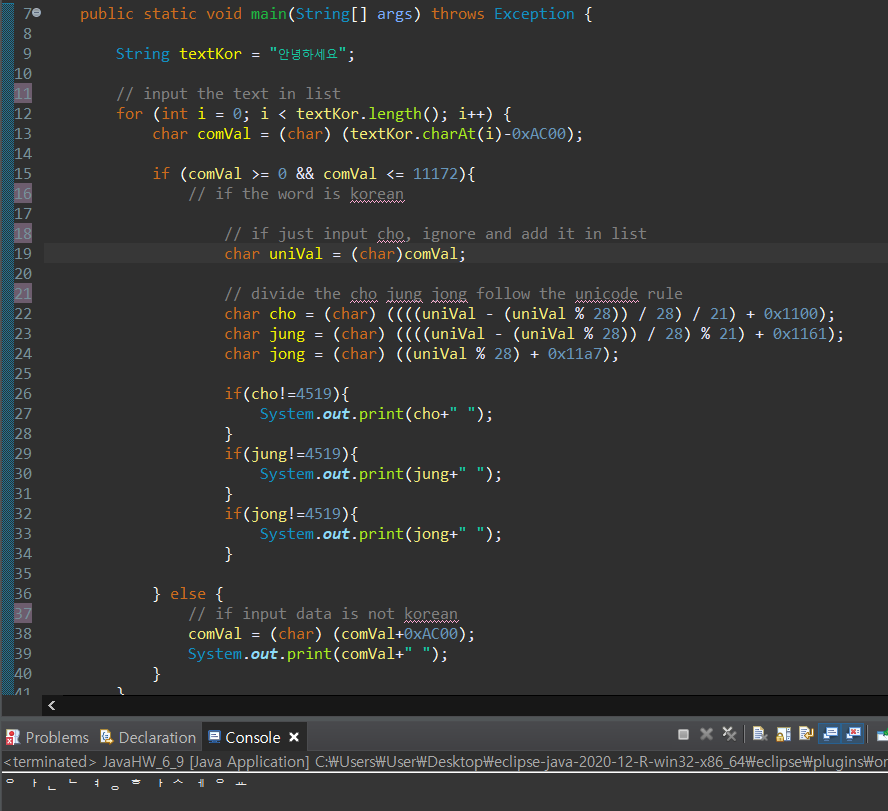 7 public static void main(String[] args) throws Exception {
8
9 String textKor = "안녕하세요";
10
11 // input the text in list
12 for (int i = 0; i < textKor.length(); i++) {
13 char comVal = (char) (textKor.charAt(i)-0xAC00);
14
15 if (comVal >= 0 && comVal <= 11172){
16 // if the word is korean
17
18 // if just input cho, ignore and add it in list
19 char uniVal = (char)comVal;
20
21 // divide the cho jung jong follow the unicode rule
22 char cho = (char) ((((uniVal - (uniVal % 28)) / 28) / 21) + 0x1100);
23 char jung = (char) ((((uniVal - (uniVal % 28)) / 28) % 21) + 0x1161);
24 char jong = (char) ((uniVal % 28) + 0x11a7);
25
26 if(cho!=4519){
27 System.out.print(cho+" ");
28 }
29 if(jung!=4519){
30 System.out.print(jung+" ");
31 }
32 if(jong!=4519){
33 System.out.print(jong+" ");
34 }
35
36 } else {
37 // if input data is not korean
38 comVal = (char) (comVal+0xAC00);
39 System.out.print(comVal+" ");
40 }
41 }
Problems Declaration Console
<terminated> JavaHW_6_9 [Java Application] C:₩Users₩User₩Desktop₩eclipse-java-2020-12-R-win32-x86_64₩eclipse₩plugins₩or
ᄋ ᅡ ᆫ ᄂ ᅧ ᆼ ᄒ ᅡ ᄉ ᅦ ᄋ ᅭ